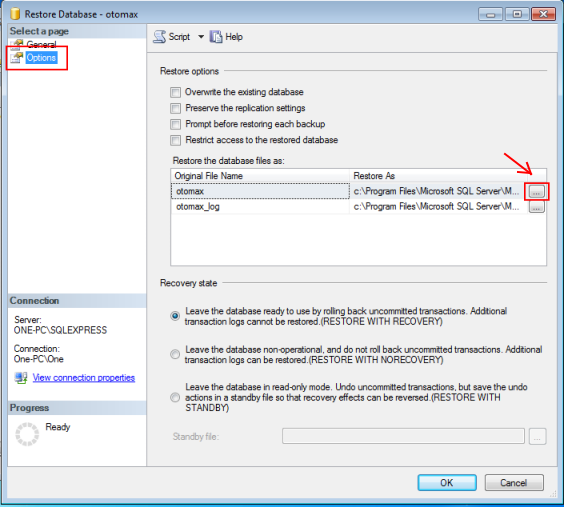 Restore Database - otomax
Select a page
General
Options
Script
Help
Restore options
Overwrite the existing database
Preserve the replication settings
Prompt before restoring each backup
Restrict access to the restored database
Restore the database files as:
Original File Name Restore As
otomax c:\Program Files\Microsoft SQL Server\M... ...
otomax_log c:\Program Files\Microsoft SQL Server\M... ...
Recovery state
Leave the database ready to use by rolling back uncommitted transactions. Additional
transaction logs cannot be restored.(RESTORE WITH RECOVERY)
Leave the database non-operational, and do not roll back uncommitted transactions. Additional
transaction logs can be restored.(RESTORE WITH NORECOVERY)
Leave the database in read-only mode. Undo uncommitted transactions, but save the undo
actions in a standby file so that recovery effects can be reversed.(RESTORE WITH
STANDBY)
Standby file: ...
Connection
Server:
ONE-PC\SQLEXPRESS
Connection:
One-PC\One
View connection properties
Progress
Ready
OK Cancel